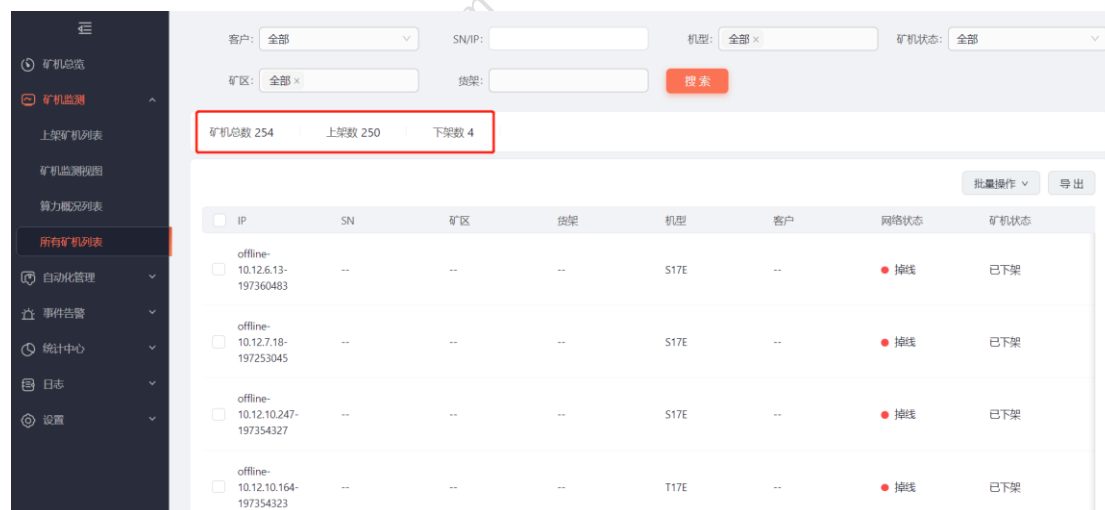 客户: 全部 SN/IP: 机型: 全部 × 矿机状态: 全部
矿区: 全部 × 货架: 搜 索
矿机总览
矿机监测
上架矿机列表
矿机监测视图
算力概况列表
所有矿机列表
自动化管理
事件告警
统计中心
日志
设置
矿机总数 254 上架数 250 下架数 4
批量操作 导 出
IP SN 矿区 货架 机型 客户 网络状态 矿机状态
offline-
10.12.6.13- -- -- -- S17E -- 掉线 已下架
197360483
offline-
10.12.7.18- -- -- -- S17E -- 掉线 已下架
197253045
offline-
10.12.10.247- -- -- -- S17E -- 掉线 已下架
197354327
offline-
10.12.10.164- -- -- -- T17E -- 掉线 已下架
197354323